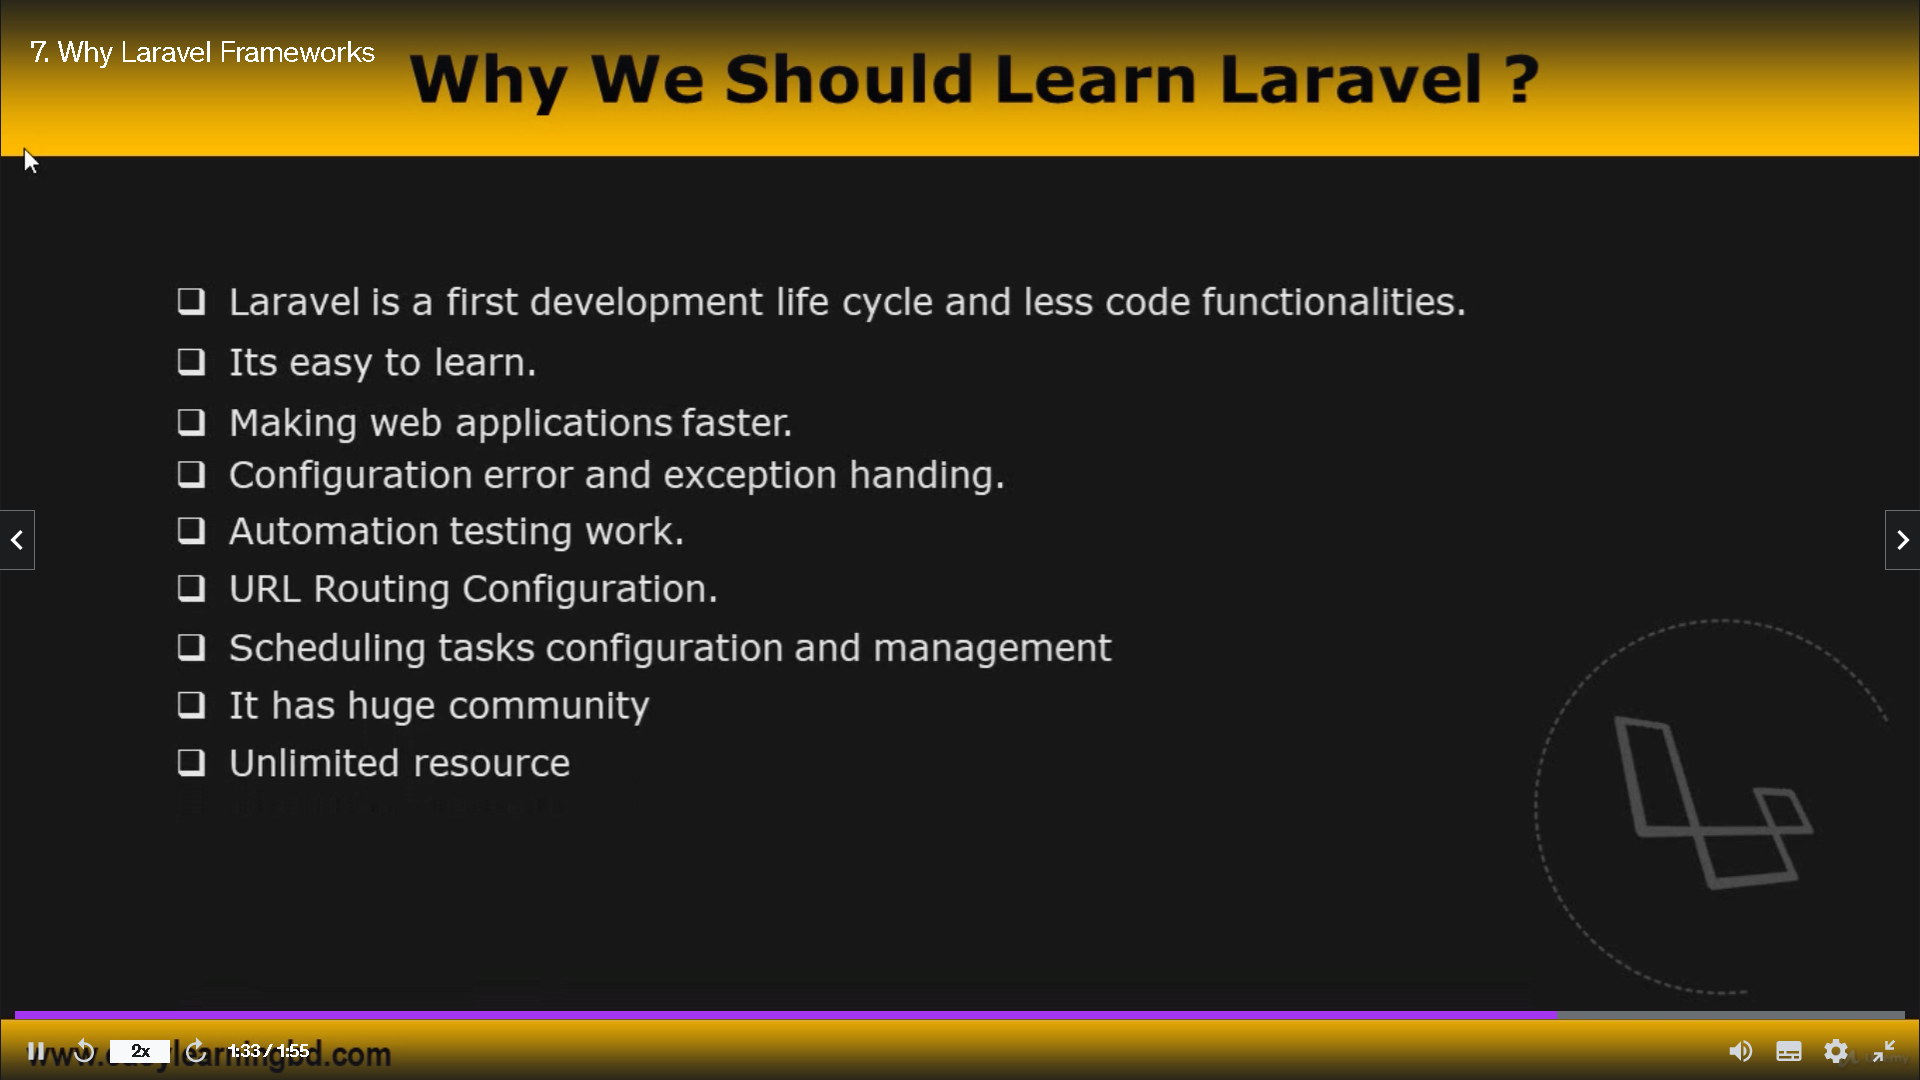 7. Why Laravel Frameworks
Why We Should Learn Laravel ?
Laravel is a first development life cycle and less code functionalities.
Its easy to learn.
Making web applications faster.
Configuration error and exception handing.
Automation testing work.
URL Routing Configuration.
Scheduling tasks configuration and management
It has huge community
Unlimited resource
www.easylearningbd.com
2x
1:33 / 1:55